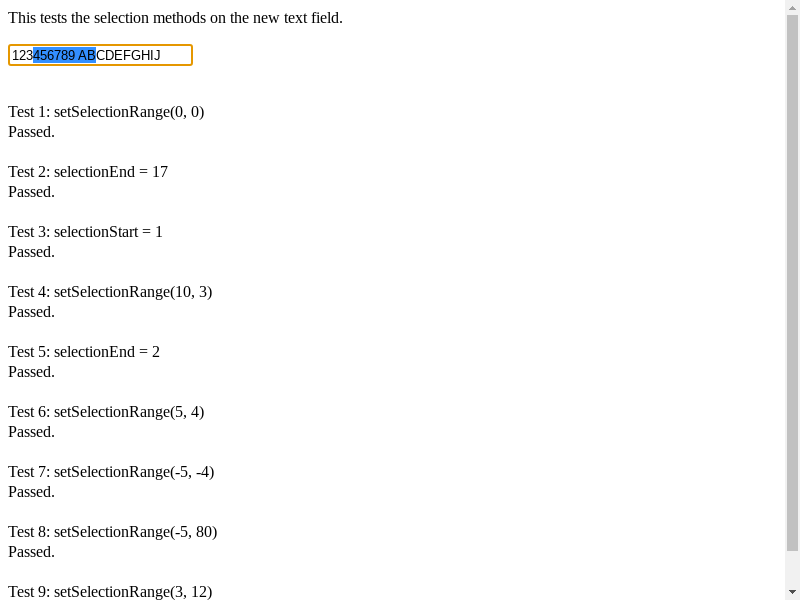 This tests the selection methods on the new text field.
123456789 ABCDEFGHIJ
Test 1: setSelectionRange(0, 0)
Passed.
Test 2: selectionEnd = 17
Passed.
Test 3: selectionStart = 1
Passed.
Test 4: setSelectionRange(10, 3)
Passed.
Test 5: selectionEnd = 2
Passed.
Test 6: setSelectionRange(5, 4)
Passed.
Test 7: setSelectionRange(-5, -4)
Passed.
Test 8: setSelectionRange(-5, 80)
Passed.
Test 9: setSelectionRange(3, 12)